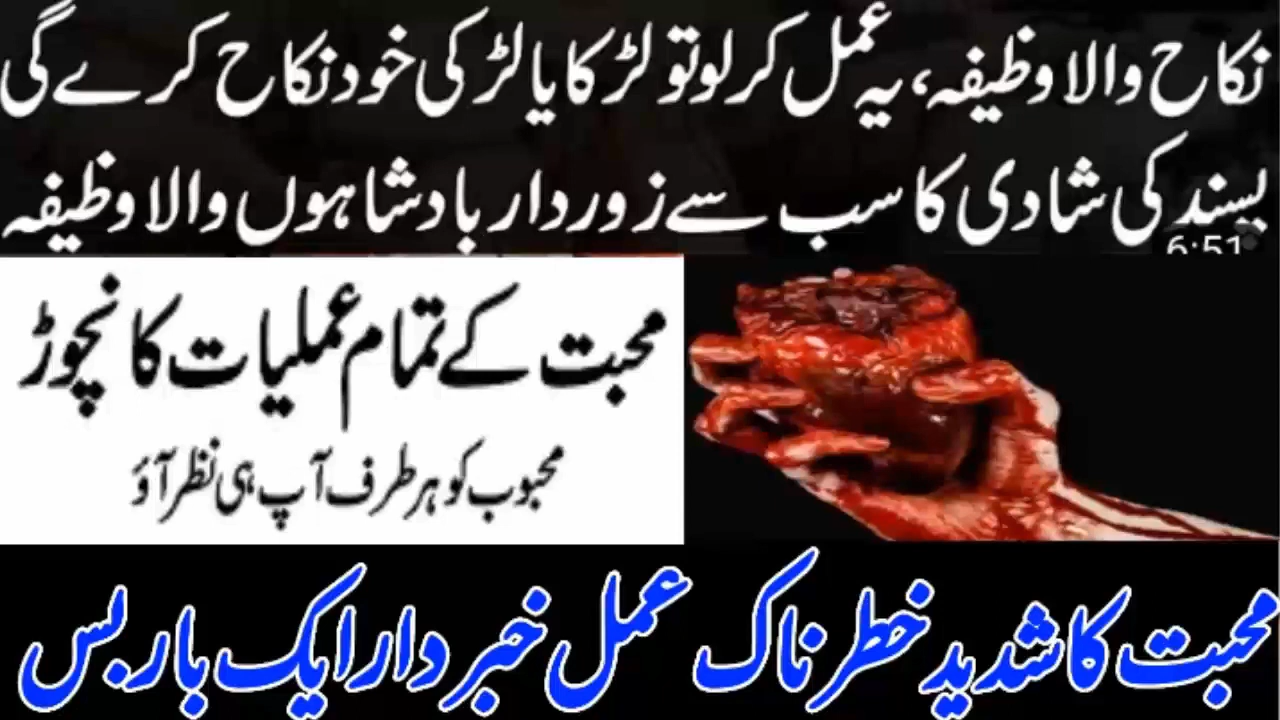 نکاح والا وظیفہ، یہ عمل کرلو تو لڑکا یا لڑکی خود نکاح کرے گی
پسند کی شادی کا سب سے زوردار بادشاہوں والا وظیفہ
6:51
محبت کے تمام عملیات کا نچوڑ
محبوب کو ہر طرف آپ ہی نظر آؤ
محبت کا شدید خطرناک عمل خبردار ایک بار بس